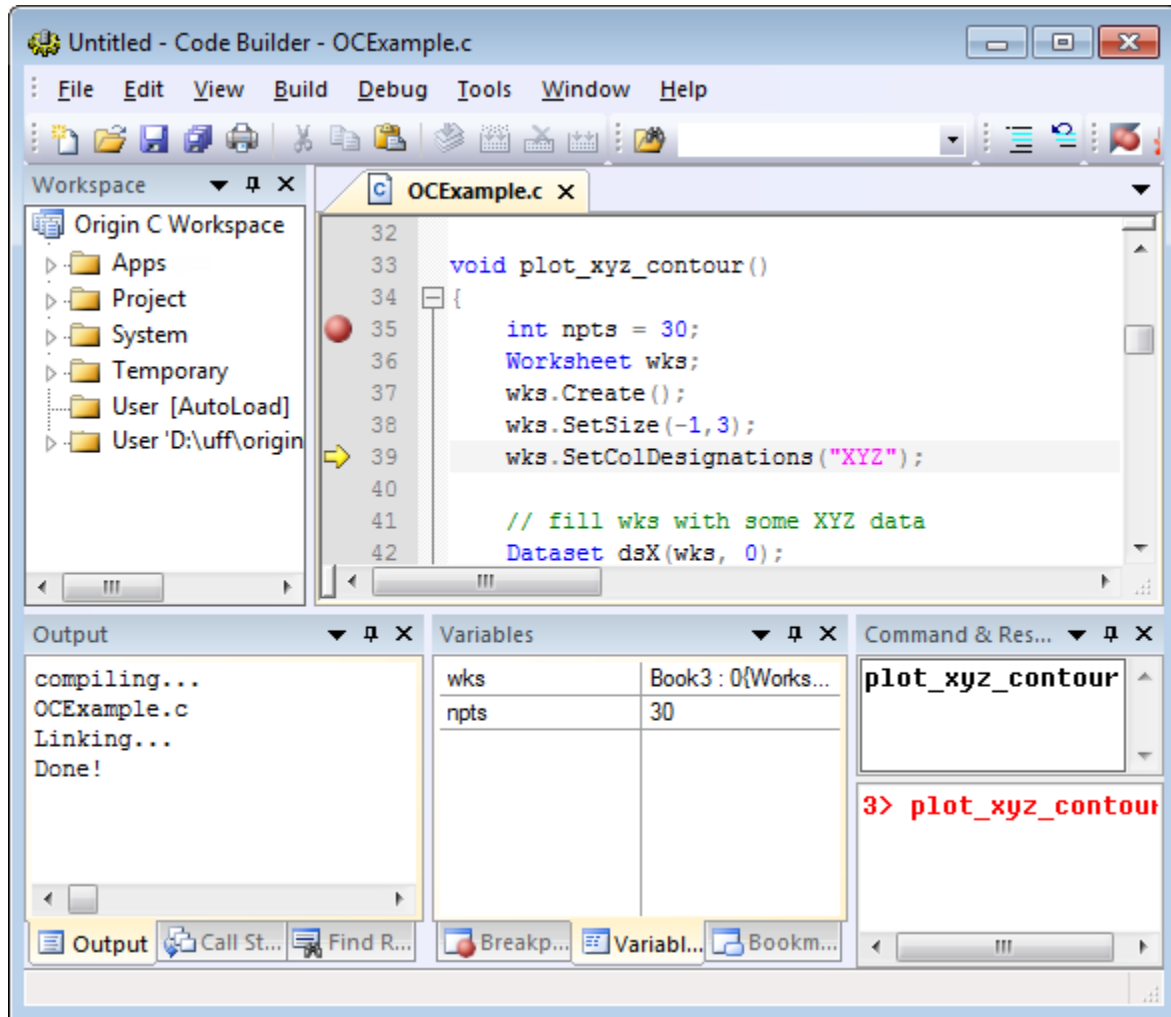 Untitled - Code Builder - OCExample.c
File Edit View Build Debug Tools Window Help
Workspace
Origin C Workspace
Apps
Project
System
Temporary
User [AutoLoad]
User 'D:\uff\origin
OCExample.c
32
33 void plot_xyz_contour()
34 {
35 int npts = 30;
36 Worksheet wks;
37 wks.Create();
38 wks.SetSize(-1,3);
39 wks.SetColDesignations("XYZ");
40
41 // fill wks with some XYZ data
42 Dataset dsX(wks, 0);
Output
compiling...
OCExample.c
Linking...
Done!
Output Call St... Find R...
Variables
wks Book3 : 0{Works...
npts 30
Breakp... Variabl... Bookm...
Command & Res...
plot_xyz_contour
3> plot_xyz_contour